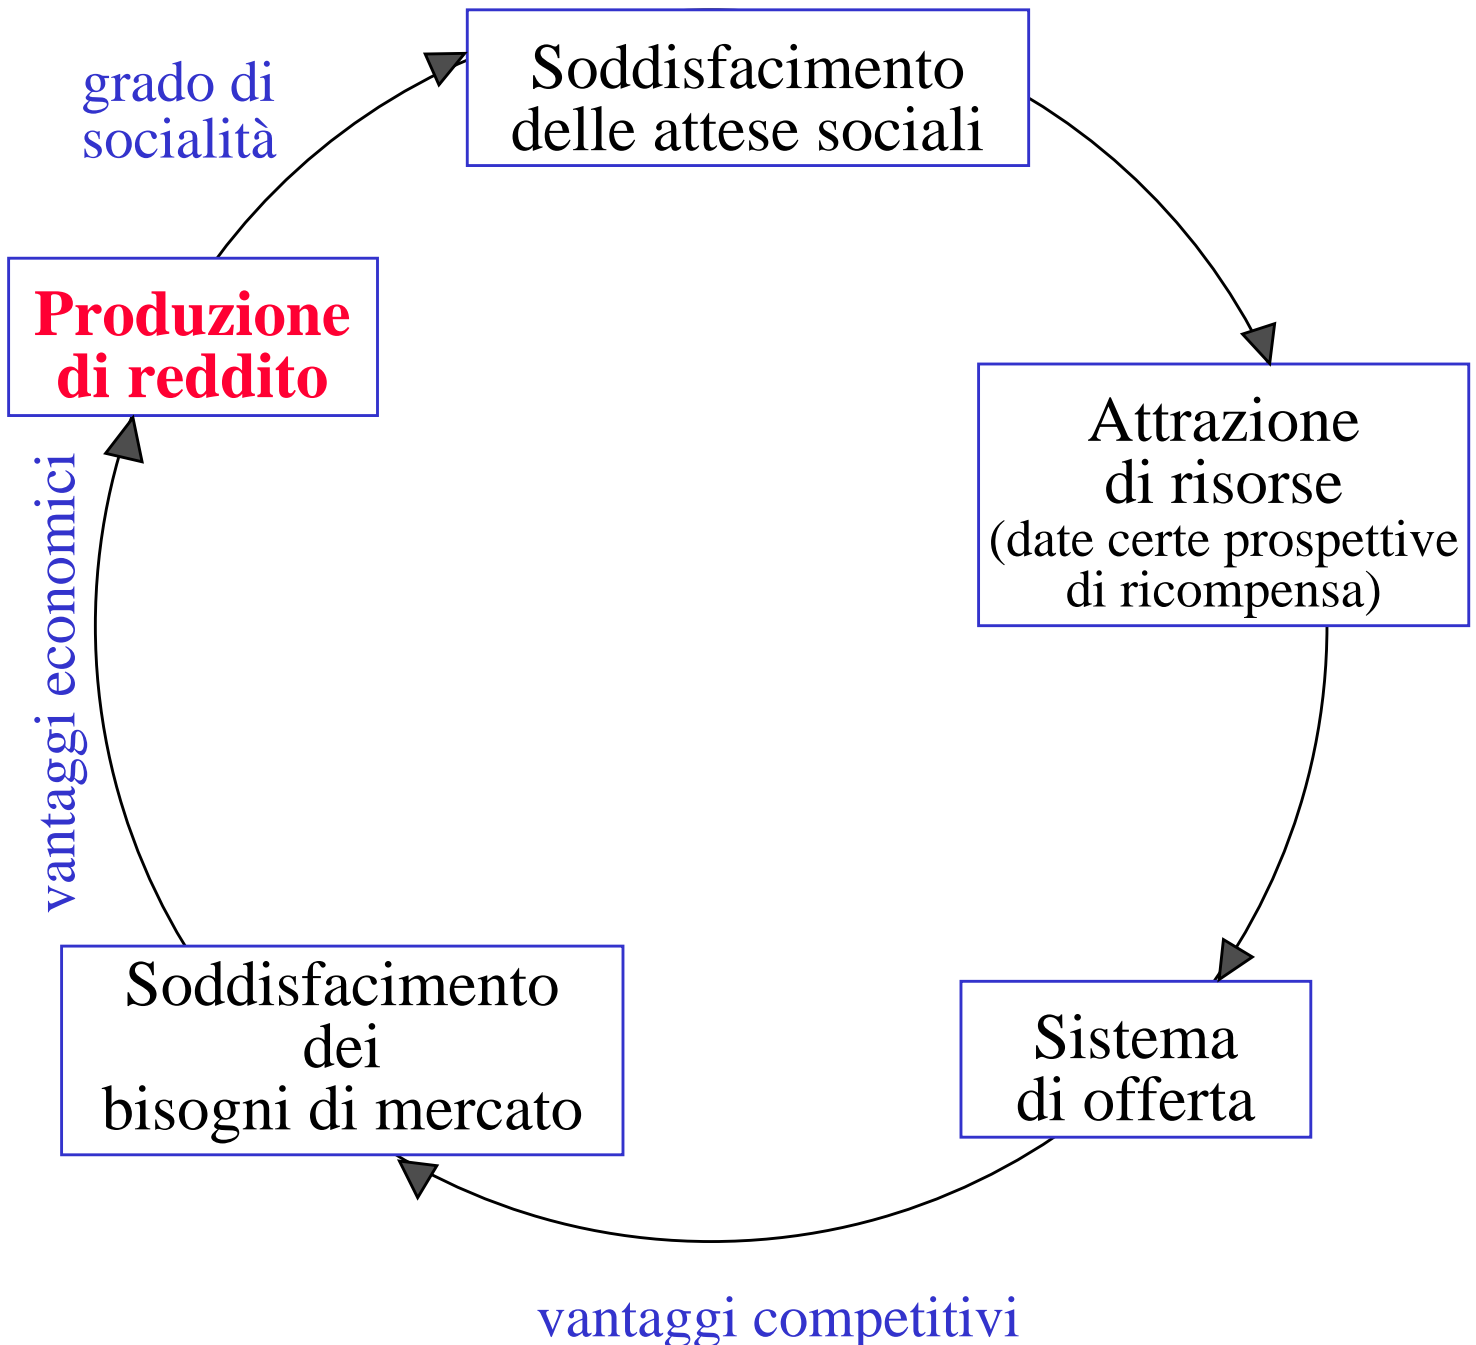 grado di
socialità
Soddisfacimento
delle attese sociali
Produzione
di reddito
Attrazione
di risorse
(date certe prospettive
di ricompensa)
vantaggi economici
Soddisfacimento
dei
bisogni di mercato
Sistema
di offerta
vantaggi competitivi